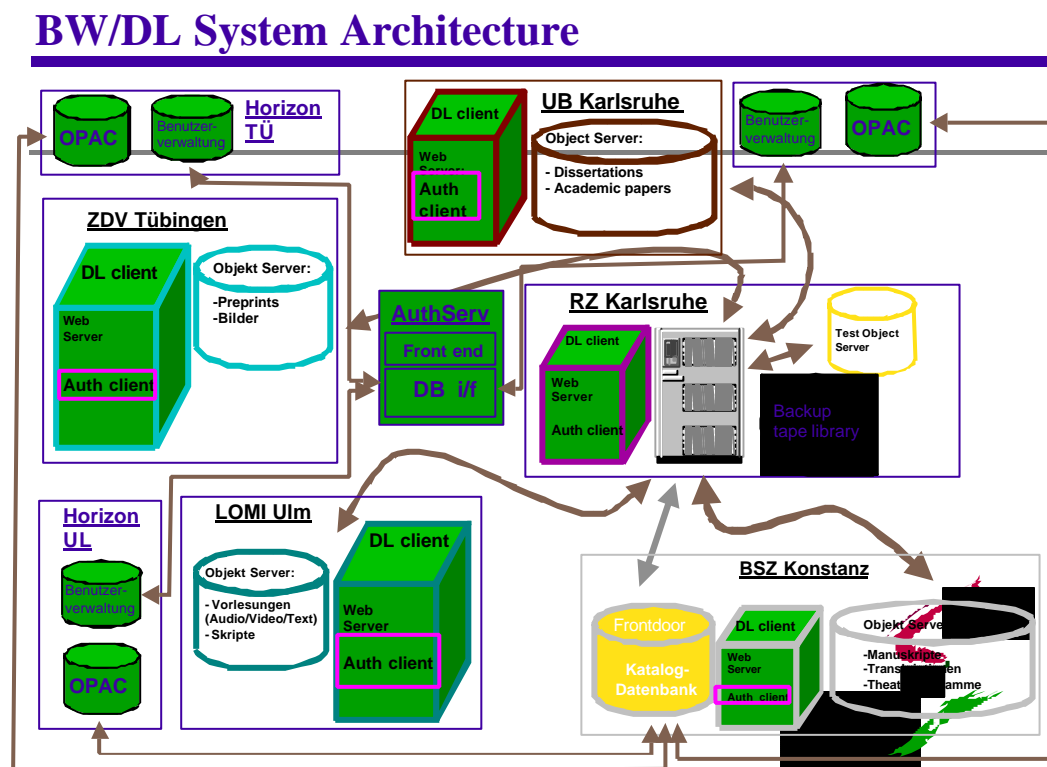 BW/DL System Architecture
OPAC
Benutzer-
verwaltung
Horizon
TÜ
DL client
Web
Server:
Auth
client
UB Karlsruhe
Object Server:
- Dissertations
- Academic papers
Benutzer-
verwaltung
OPAC
ZDV Tübingen
DL client
Web
Server
Auth client
Objekt Server:
-Preprints
-Bilder
AuthServ
Front end
DB i/f
RZ Karlsruhe
DL client
Web
Server
Auth client
Test Object
Server
Backup
tape library
Horizon
UL
Benutzer-
verwaltung
OPAC
LOMI Ulm
Objekt Server:
- Vorlesungen
(Audio/Video/Text)
- Skripte
DL client
Web
Server
Auth client
BSZ Konstanz
Frontdoor
Katalog-
Datenbank
DL client
Web
Server
Auth client
Objekt Server
-Manuskripte